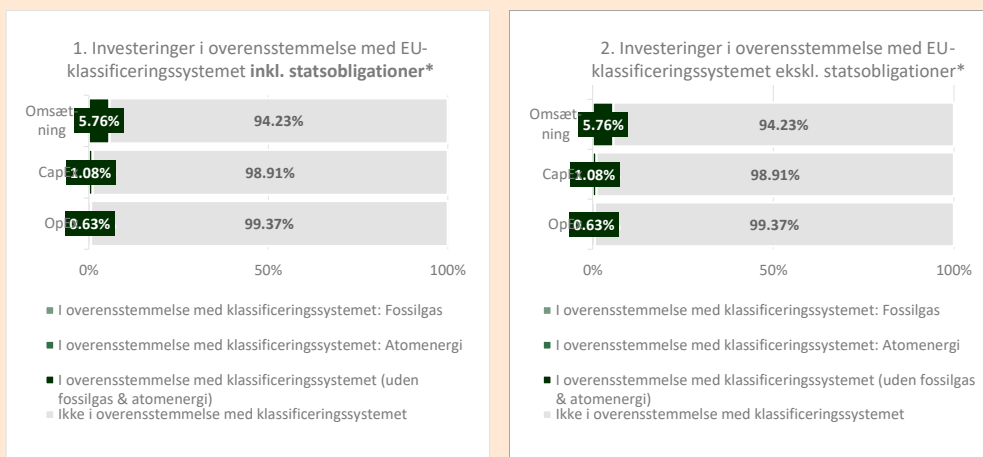 1. Investeringer i overensstemmelse med EU-
klassificeringssystemet inkl. statsobligationer*
Omsæt-
ning
5.76%
94.23%
1.08%
98.91%
0.63%
99.37%
0%
50%
100%
I overensstemmelse med klassificeringssystemet: Fossilgas
I overensstemmelse med klassificeringssystemet: Atomenergi
I overensstemmelse med klassificeringssystemet (uden
fossilgas & atomenergi)
Ikke i overensstemmelse med klassificeringssystemet
2. Investeringer i overensstemmelse med EU-
klassificeringssystemet ekskl. statsobligationer*
Omsæt-
ning
5.76%
94.23%
1.08%
98.91%
0.63%
99.37%
0%
50%
100%
I overensstemmelse med klassificeringssystemet: Fossilgas
I overensstemmelse med klassificeringssystemet: Atomenergi
I overensstemmelse med klassificeringssystemet (uden fossilgas
& atomenergi)
Ikke i overensstemmelse med klassificeringssystemet